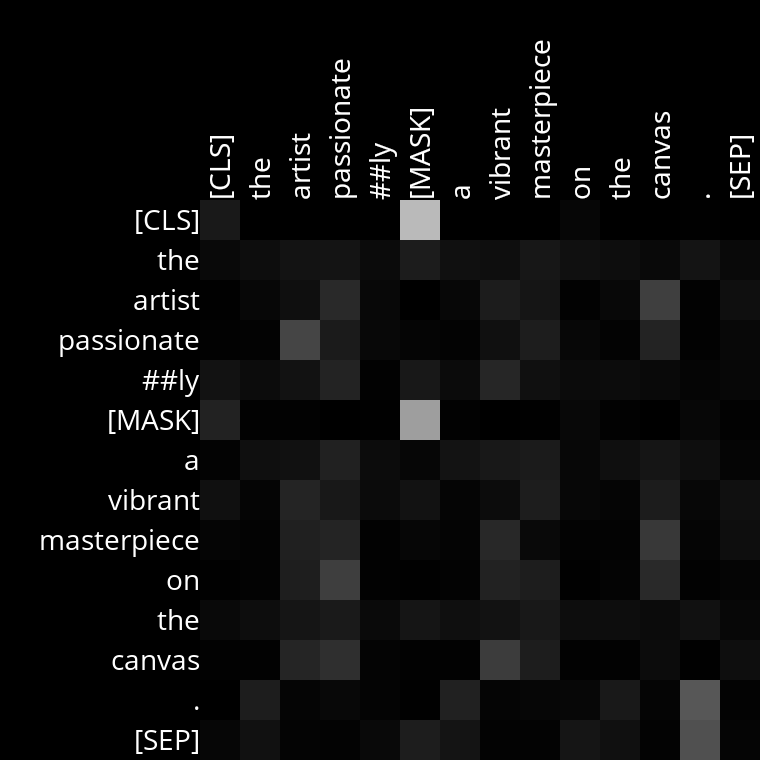 [CLS] the artist passionate ##ly [MASK] a vibrant masterpiece on the canvas . [SEP]
[CLS]
the
artist
passionate
##ly
[MASK]
a
vibrant
masterpiece
on
the
canvas
.
[SEP]